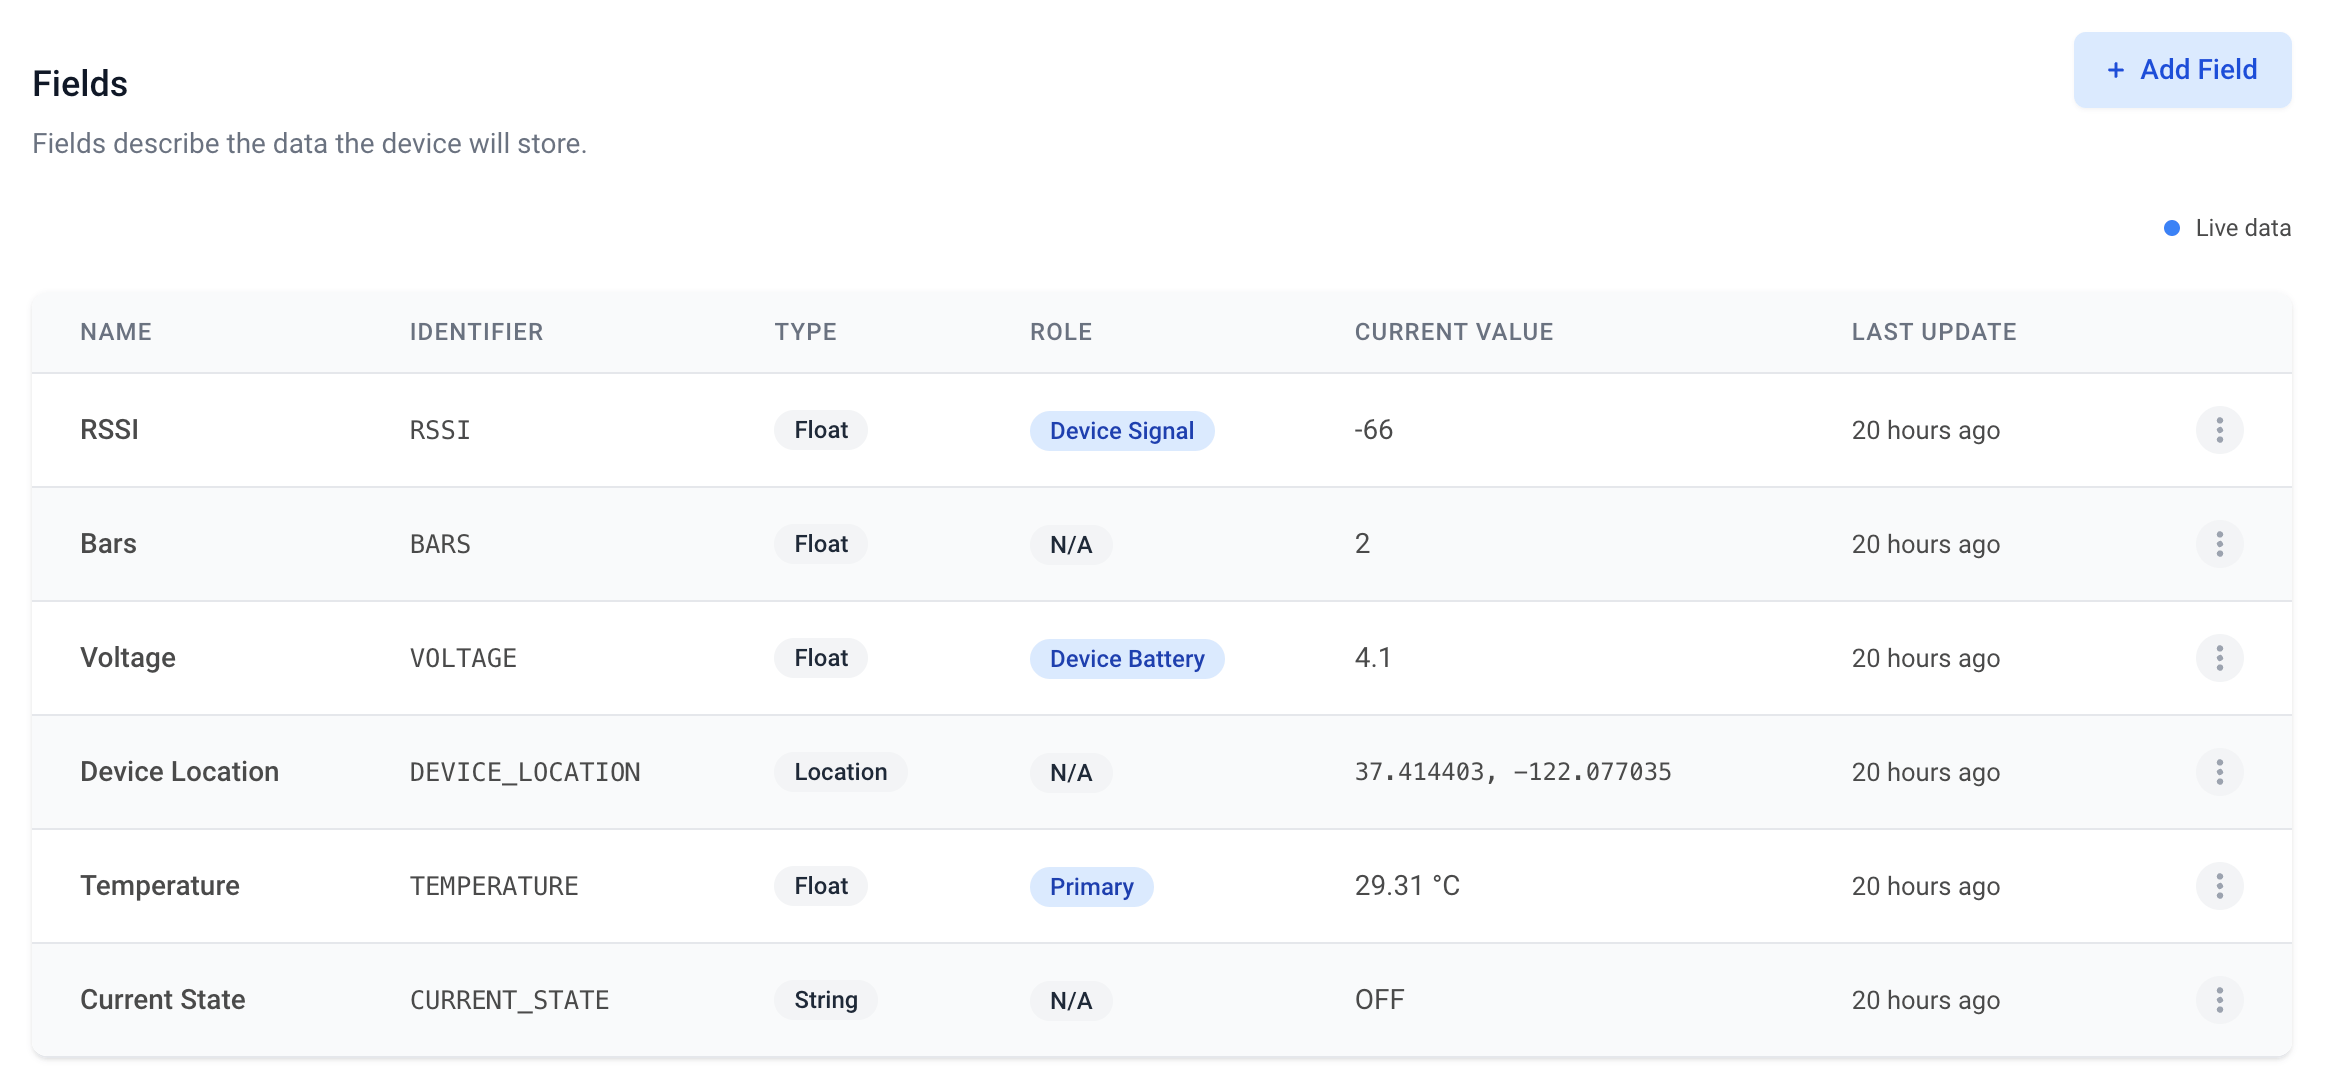 Fields
+ Add Field
Fields describe the data the device will store.
Live data
NAME IDENTIFIER TYPE ROLE CURRENT VALUE LAST UPDATE
RSSI RSSI Float Device Signal -66 20 hours ago
Bars BARS Float N/A 2 20 hours ago
Voltage VOLTAGE Float Device Battery 4.1 20 hours ago
Device Location DEVICE_LOCATION Location N/A 37.414403, -122.077035 20 hours ago
Temperature TEMPERATURE Float Primary 29.31 °C 20 hours ago
Current State CURRENT_STATE String N/A OFF 20 hours ago